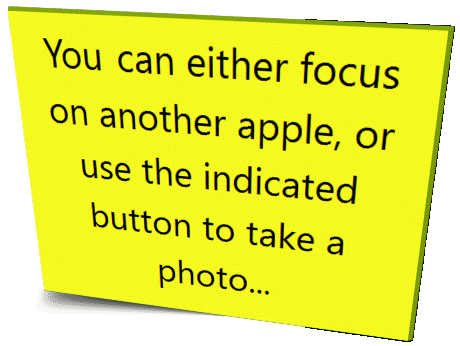 You can either focus
on another apple, or
use the indicated
button to take a
photo...